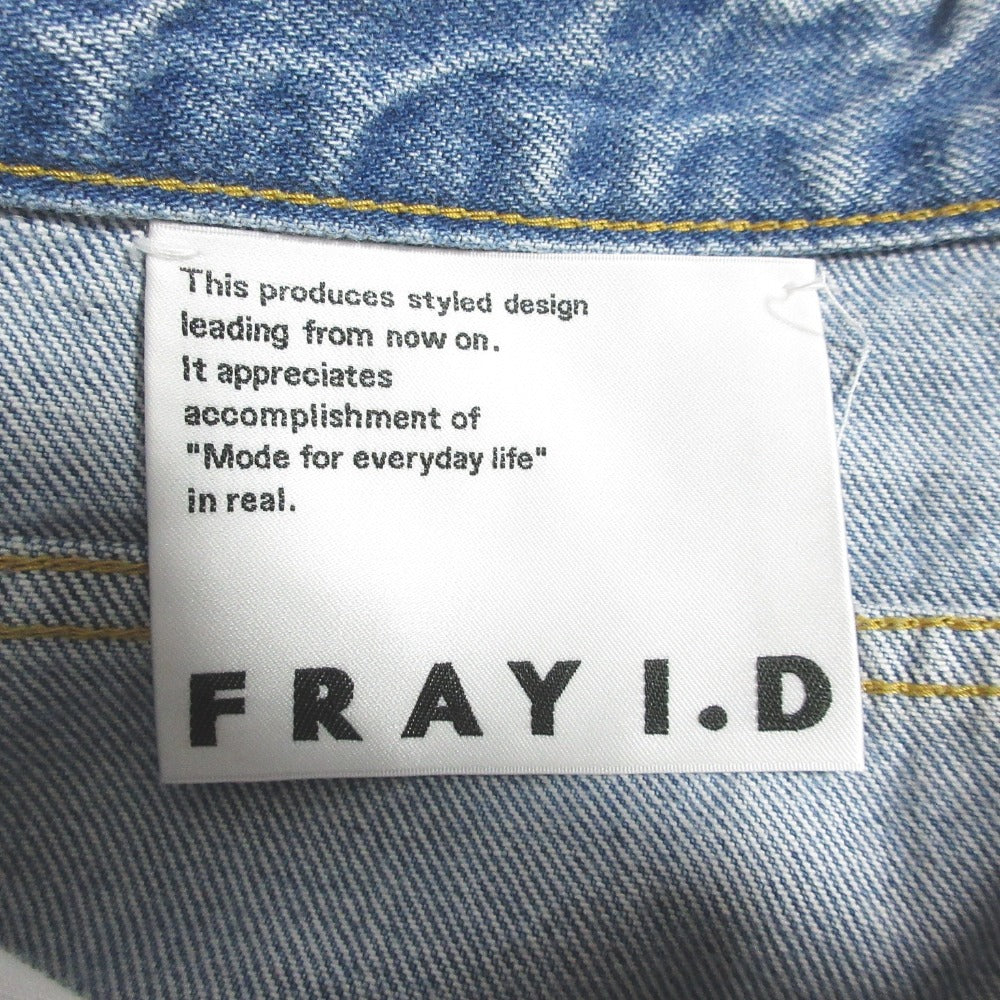 This produces styled design
leading from now on.
It appreciates
accomplishment of
"Mode for everyday life"
in real.
FRAY I.D